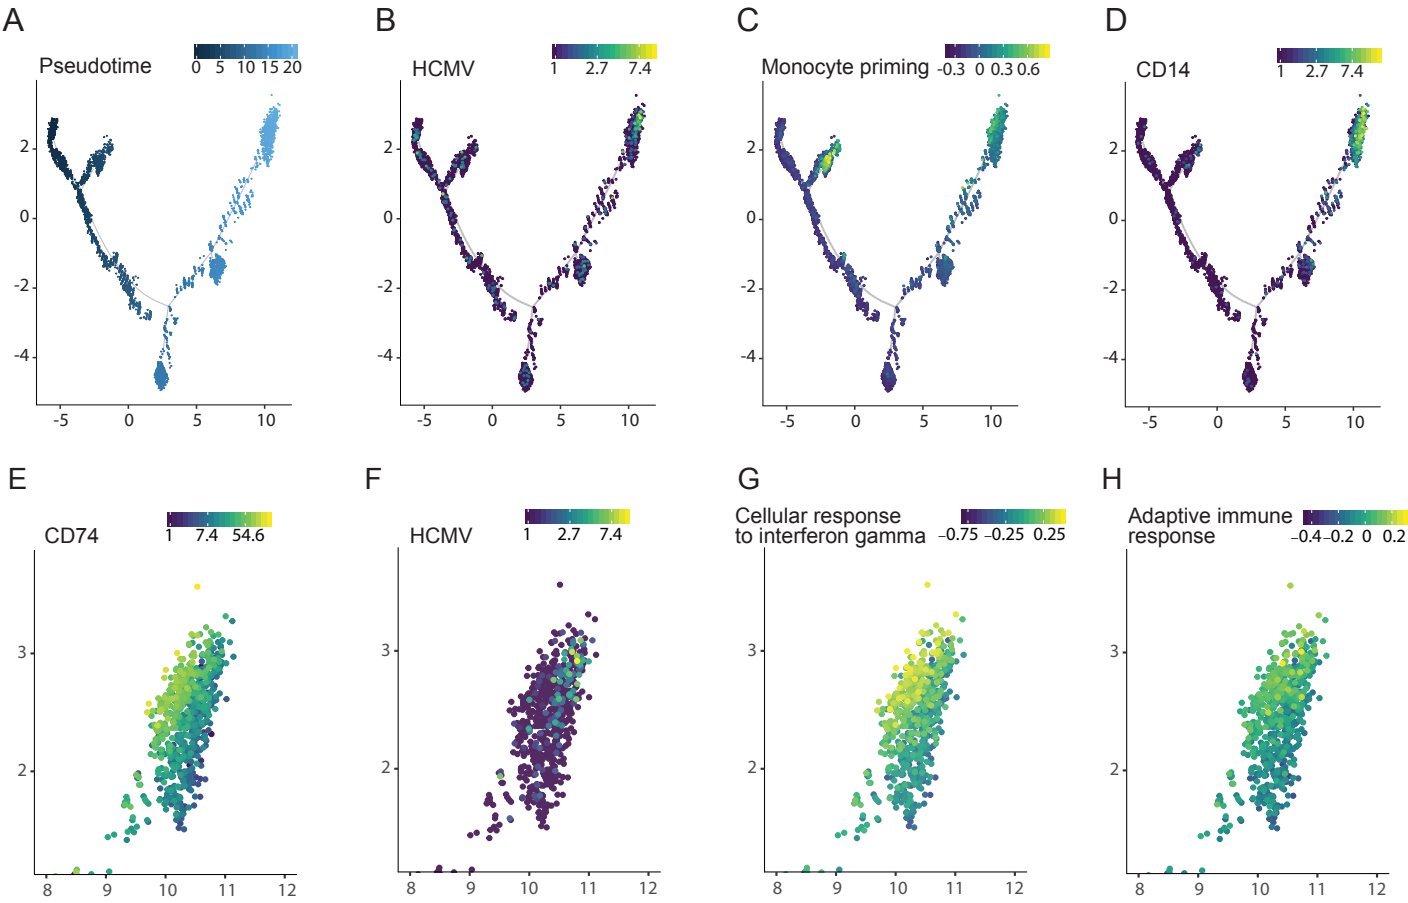 A
B
C
D
Pseudotime
0 5 10 15 20
HCMV
1 2.7 7.4
Monocyte priming
-0.3 0 0.3 0.6
CD14
1 2.7 7.4
2
0
-2
-4
-5 0 5 10
2
0
-2
-4
-5 0 5 10
2
0
-2
-4
-5 0 5 10
2
0
-2
-4
-5 0 5 10
E
F
G
H
CD74
1 7.4 54.6
HCMV
1 2.7 7.4
Cellular response
to interferon gamma
−0.75 −0.25 0.25
Adaptive immune
response
−0.4 −0.2 0 0.2
3
2
8 9 10 11 12
3
2
8 9 10 11 12
3
2
8 9 10 11 12
3
2
8 9 10 11 12